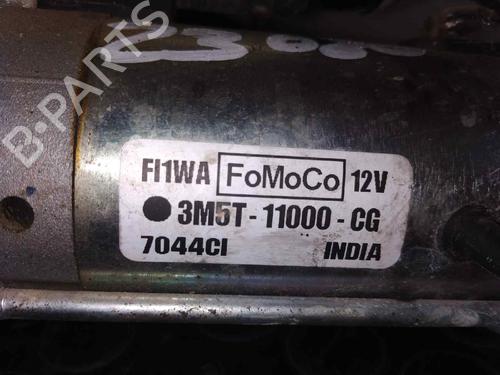 B-PARTS
FI1WA FoMoCo 12V
3M5T-11000-CG
7044CI INDIA